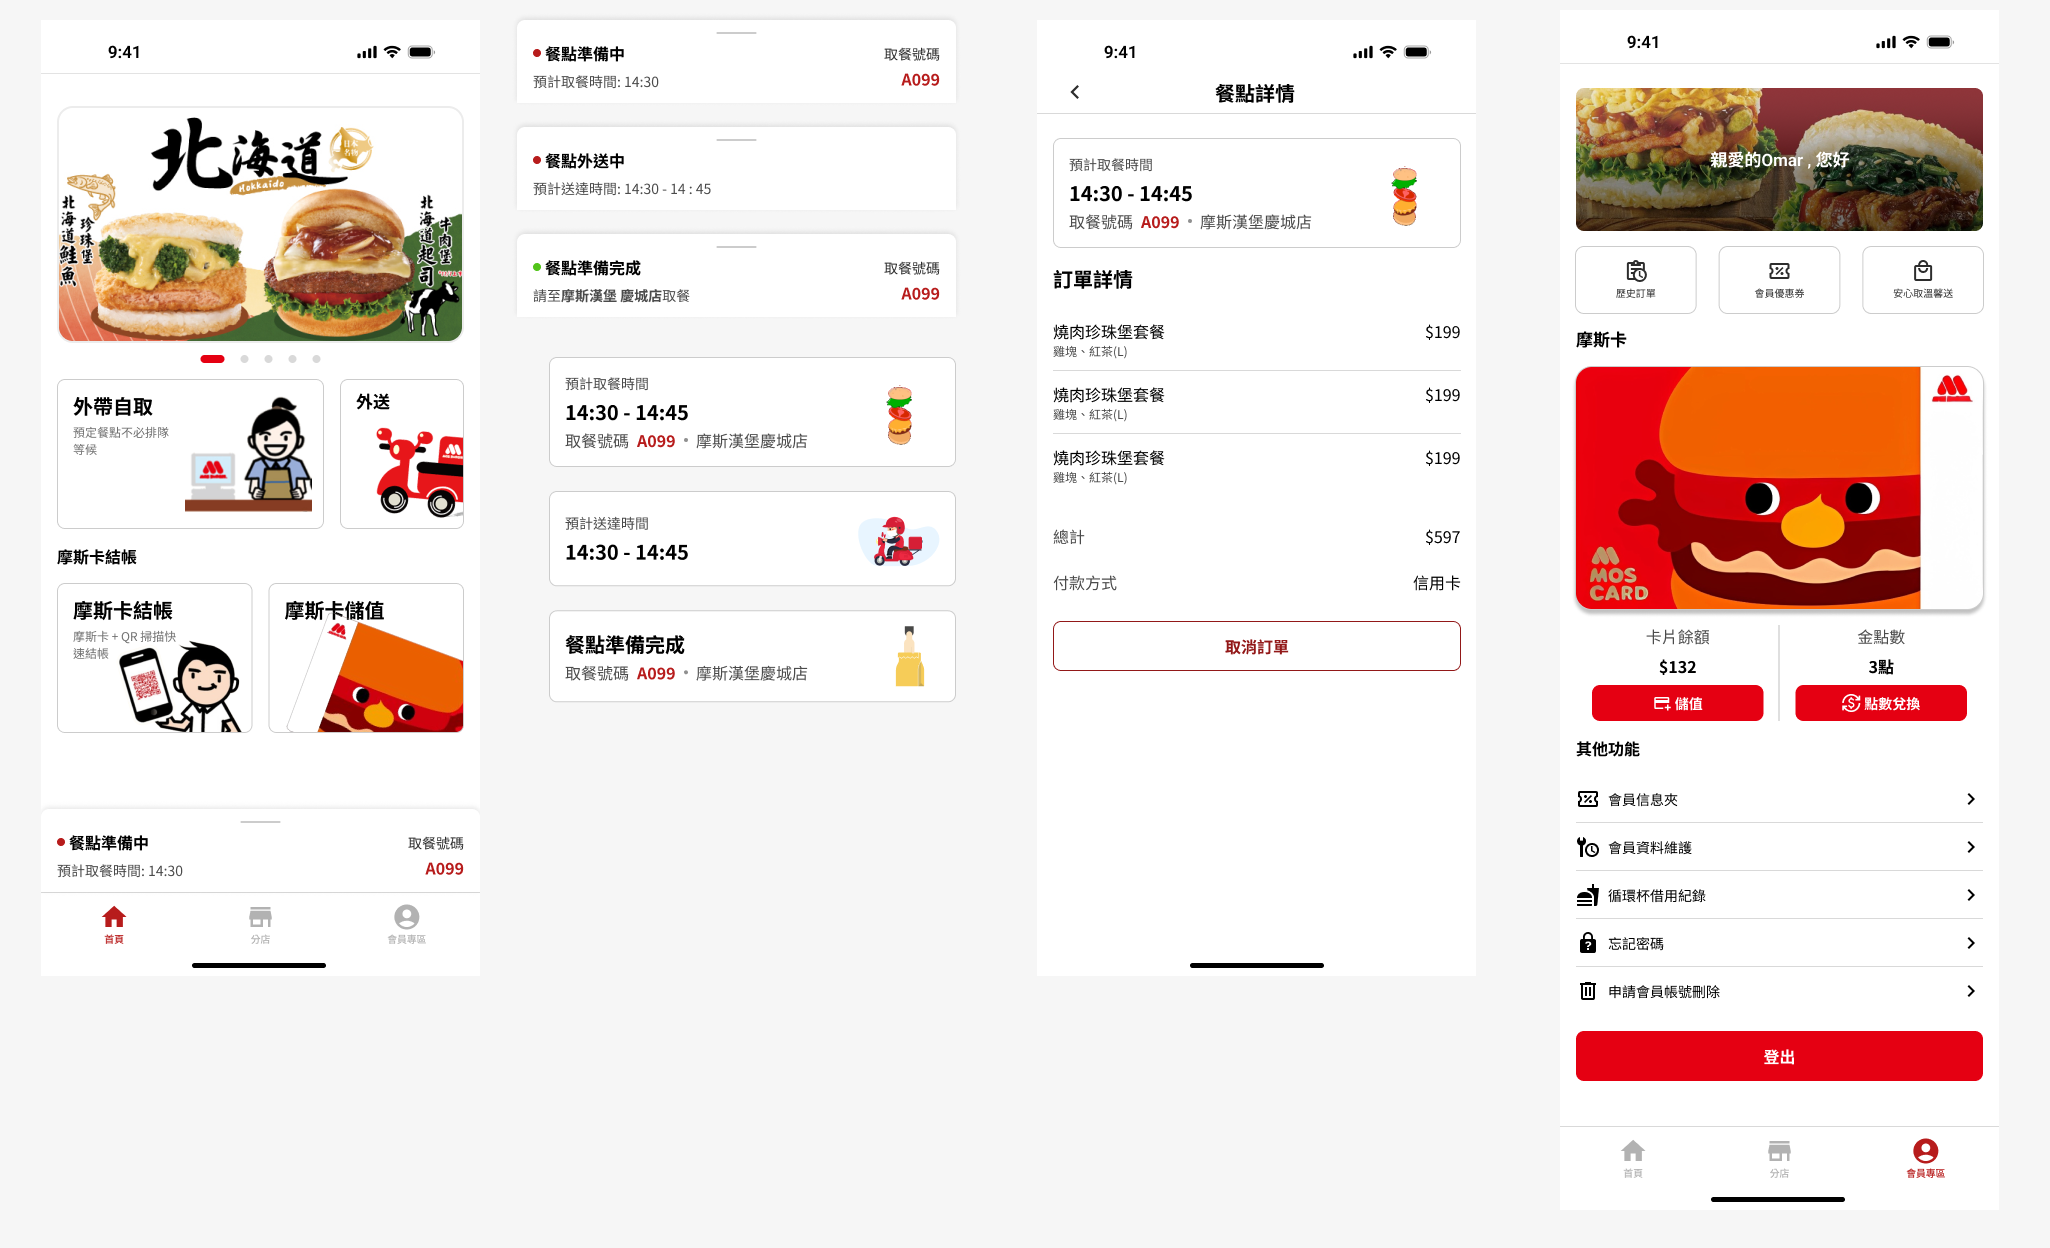 9:41
北海道
日本
名物
Hokkaido
北海道鮭魚
珍珠堡
北海道起司
牛肉堡
外帶自取
預定餐點不必排隊
等候
外送
摩斯卡結帳
摩斯卡結帳
摩斯卡 + QR 掃描快
速結帳
摩斯卡儲值
餐點準備中
取餐號碼
預計取餐時間: 14:30
A099
首頁
分店
會員專區
餐點準備中
取餐號碼
預計取餐時間: 14:30
A099
餐點外送中
預計送達時間: 14:30 - 14 : 45
餐點準備完成
取餐號碼
請至摩斯漢堡 慶城店取餐
A099
預計取餐時間
14:30 - 14:45
取餐號碼 A099 • 摩斯漢堡慶城店
預計送達時間
14:30 - 14:45
餐點準備完成
取餐號碼 A099 • 摩斯漢堡慶城店
9:41
餐點詳情
預計取餐時間
14:30 - 14:45
取餐號碼 A099 • 摩斯漢堡慶城店
訂單詳情
燒肉珍珠堡套餐 $199
雞塊、紅茶(L)
燒肉珍珠堡套餐 $199
雞塊、紅茶(L)
燒肉珍珠堡套餐 $199
雞塊、紅茶(L)
總計 $597
付款方式 信用卡
取消訂單
9:41
親愛的Omar , 您好
歷史訂單
會員優惠券
安心取溫馨送
摩斯卡
MOS
CARD
卡片餘額
$132
儲值
金點數
3點
點數兌換
其他功能
會員信息夾
會員資料維護
循環杯借用紀錄
忘記密碼
申請會員帳號刪除
登出
首頁
分店
會員專區